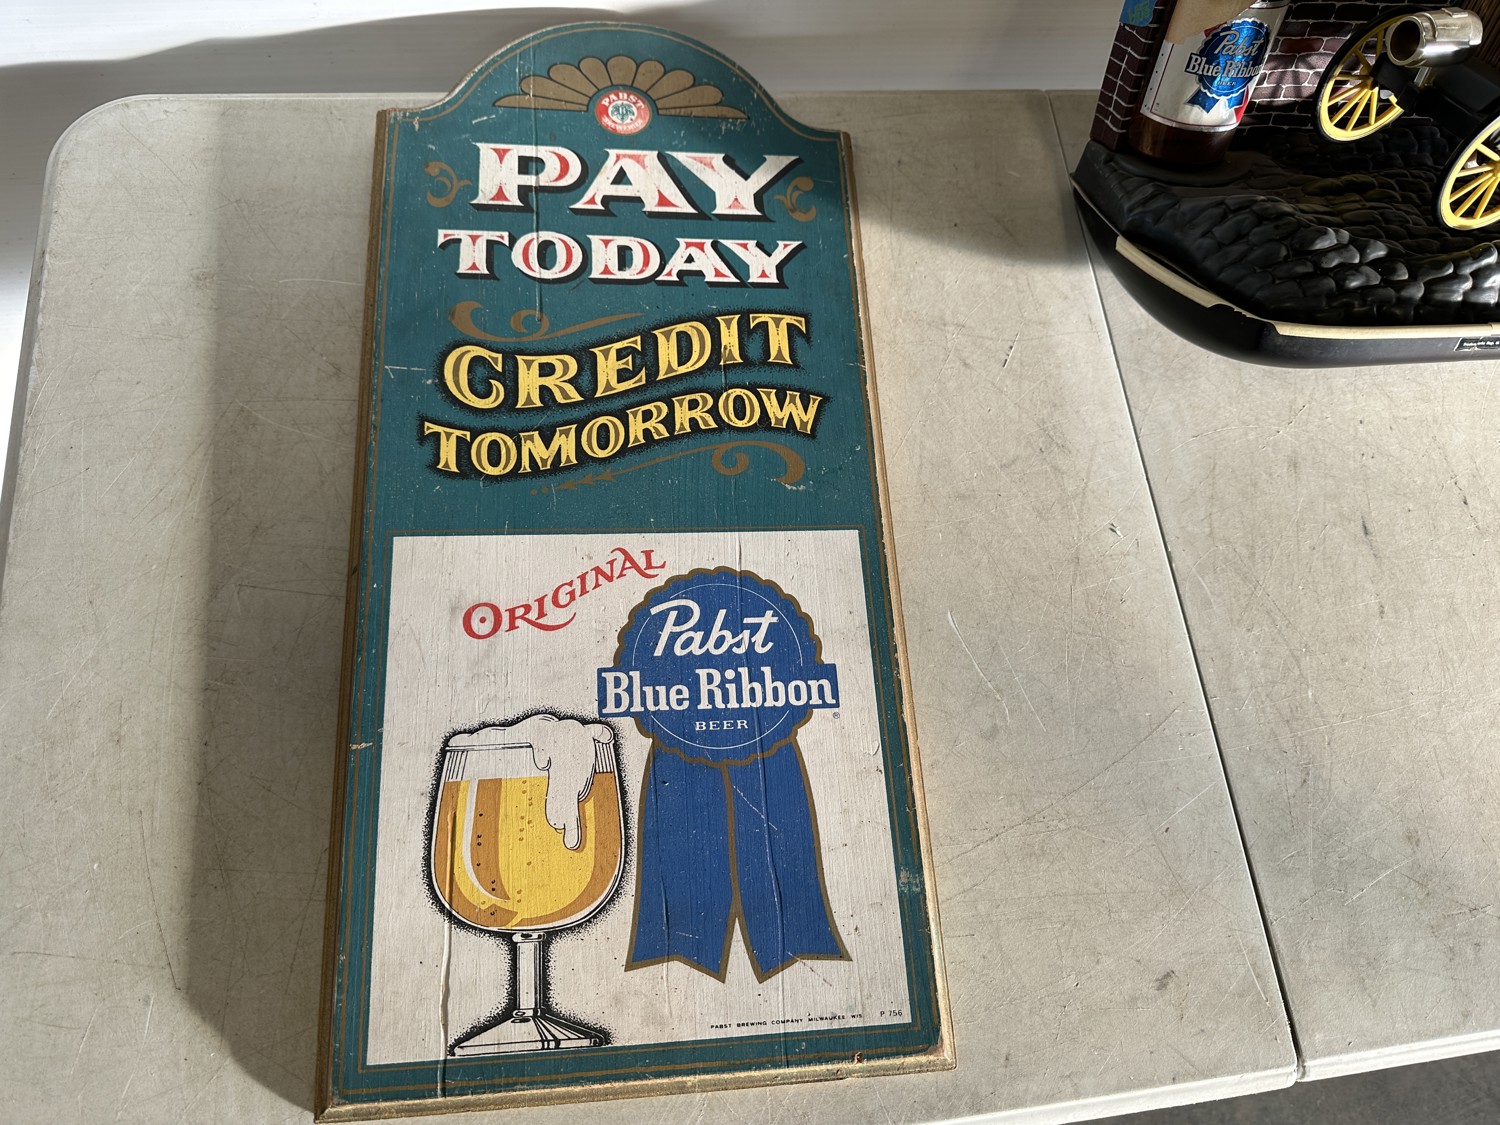 PABST
PAY
TODAY
CREDIT
TOMORROW
ORIGINAL
Pabst
Blue Ribbon
BEER
®
PABST BREWING COMPANY MILWAUKEE, WIS. P 756
Pabst
Blue Ribbon